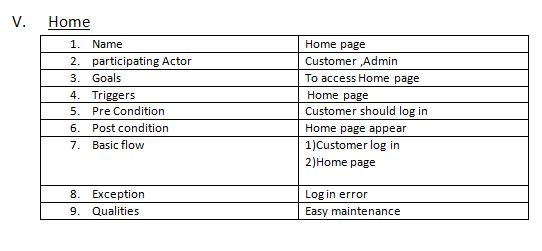 V. Home
1. Name Home page
2. participating Actor Customer ,Admin
3. Goals To access Home page
4. Triggers Home page
5. Pre Condition Customer should log in
6. Post condition Home page appear
7. Basic flow 1)Customer log in
2)Home page
8. Exception Log in error
9. Qualities Easy maintenance